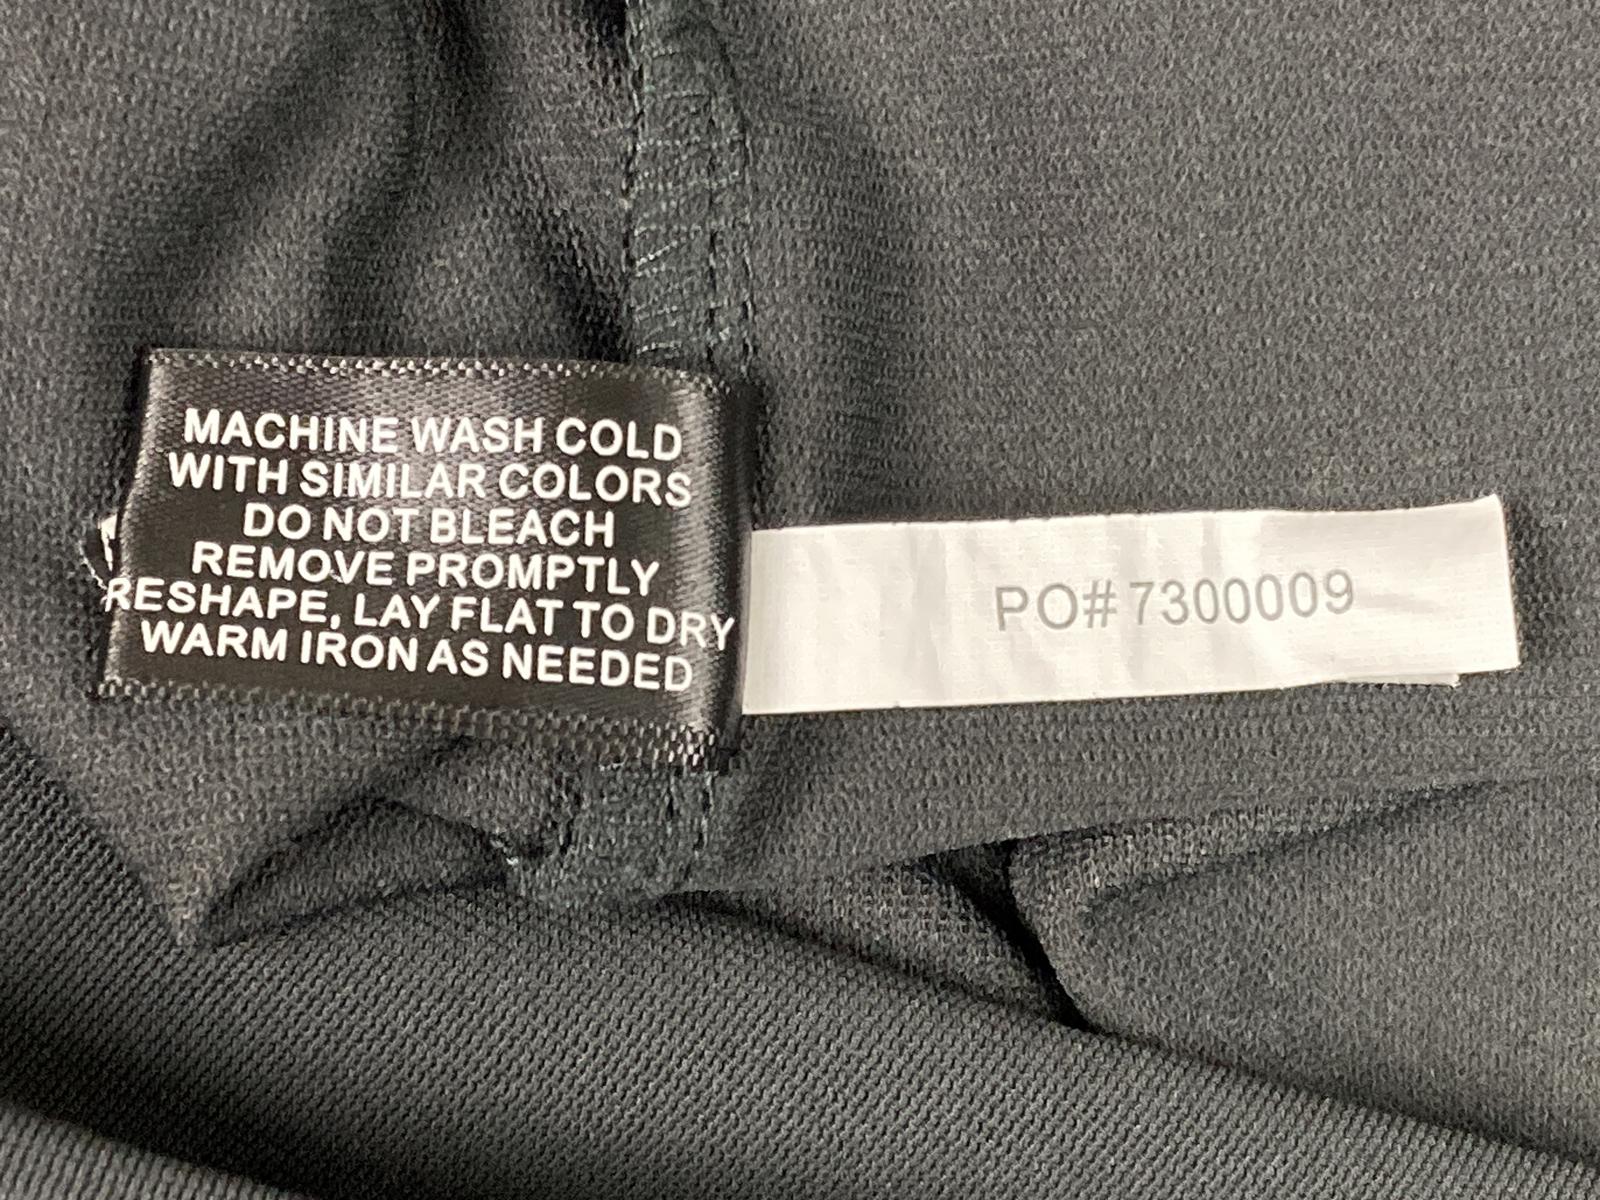 MACHINE WASH COLD
WITH SIMILAR COLORS
DO NOT BLEACH
REMOVE PROMPTLY
RESHAPE, LAY FLAT TO DRY
WARM IRON AS NEEDED
PO# 7300009